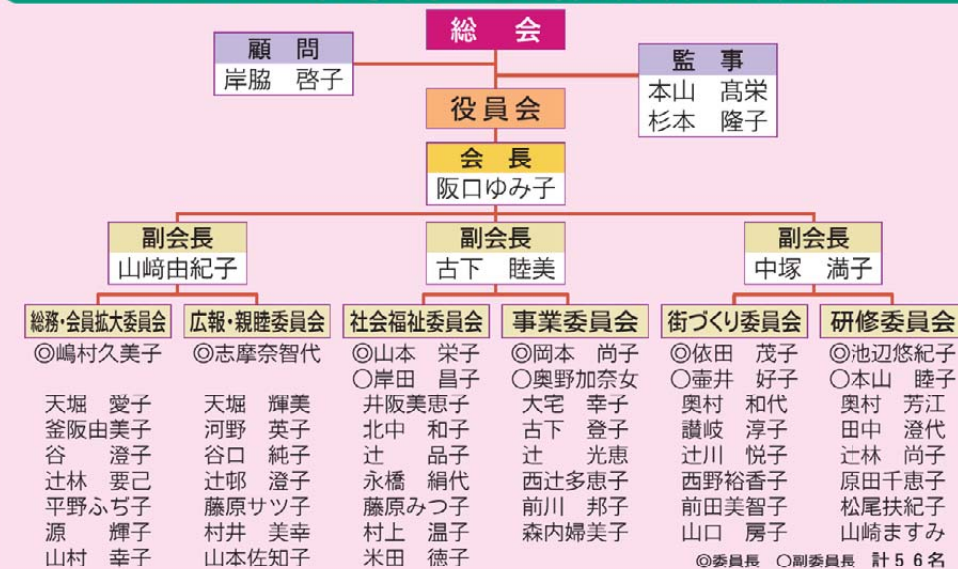 総　会
顧　問
岸脇　啓子
監　事
本山　髙栄
杉本　隆子
役員会
会　長
阪口ゆみ子
副会長
山﨑由紀子
副会長
古下　睦美
副会長
中塚　満子
総務・会員拡大委員会
◎嶋村久美子
天堀　愛子
釜阪由美子
谷　　澄子
辻林　要己
平野ふぢ子
源　　輝子
山村　幸子
広報・親睦委員会
◎志摩奈智代
天堀　輝美
河野　英子
谷口　純子
辻邨　澄子
藤原サツ子
村井　美幸
山本佐知子
社会福祉委員会
◎山本　栄子
○岸田　昌子
井阪美恵子
北中　和子
辻　　品子
永橋　絹代
藤原みつ子
村上　温子
米田　徳子
事業委員会
◎岡本　尚子
○奥野加奈女
大宅　幸子
古下　登子
辻　　光恵
西辻多恵子
前川　邦子
森内婦美子
街づくり委員会
◎依田　茂子
○壷井　好子
奥村　和代
讃岐　淳子
辻川　悦子
西野裕香子
前田美智子
山口　房子
研修委員会
◎池辺悠紀子
○本山　睦子
奥村　芳江
田中　澄代
辻林　尚子
原田千恵子
松尾扶紀子
山崎ますみ
◎委員長　○副委員長　計５６名